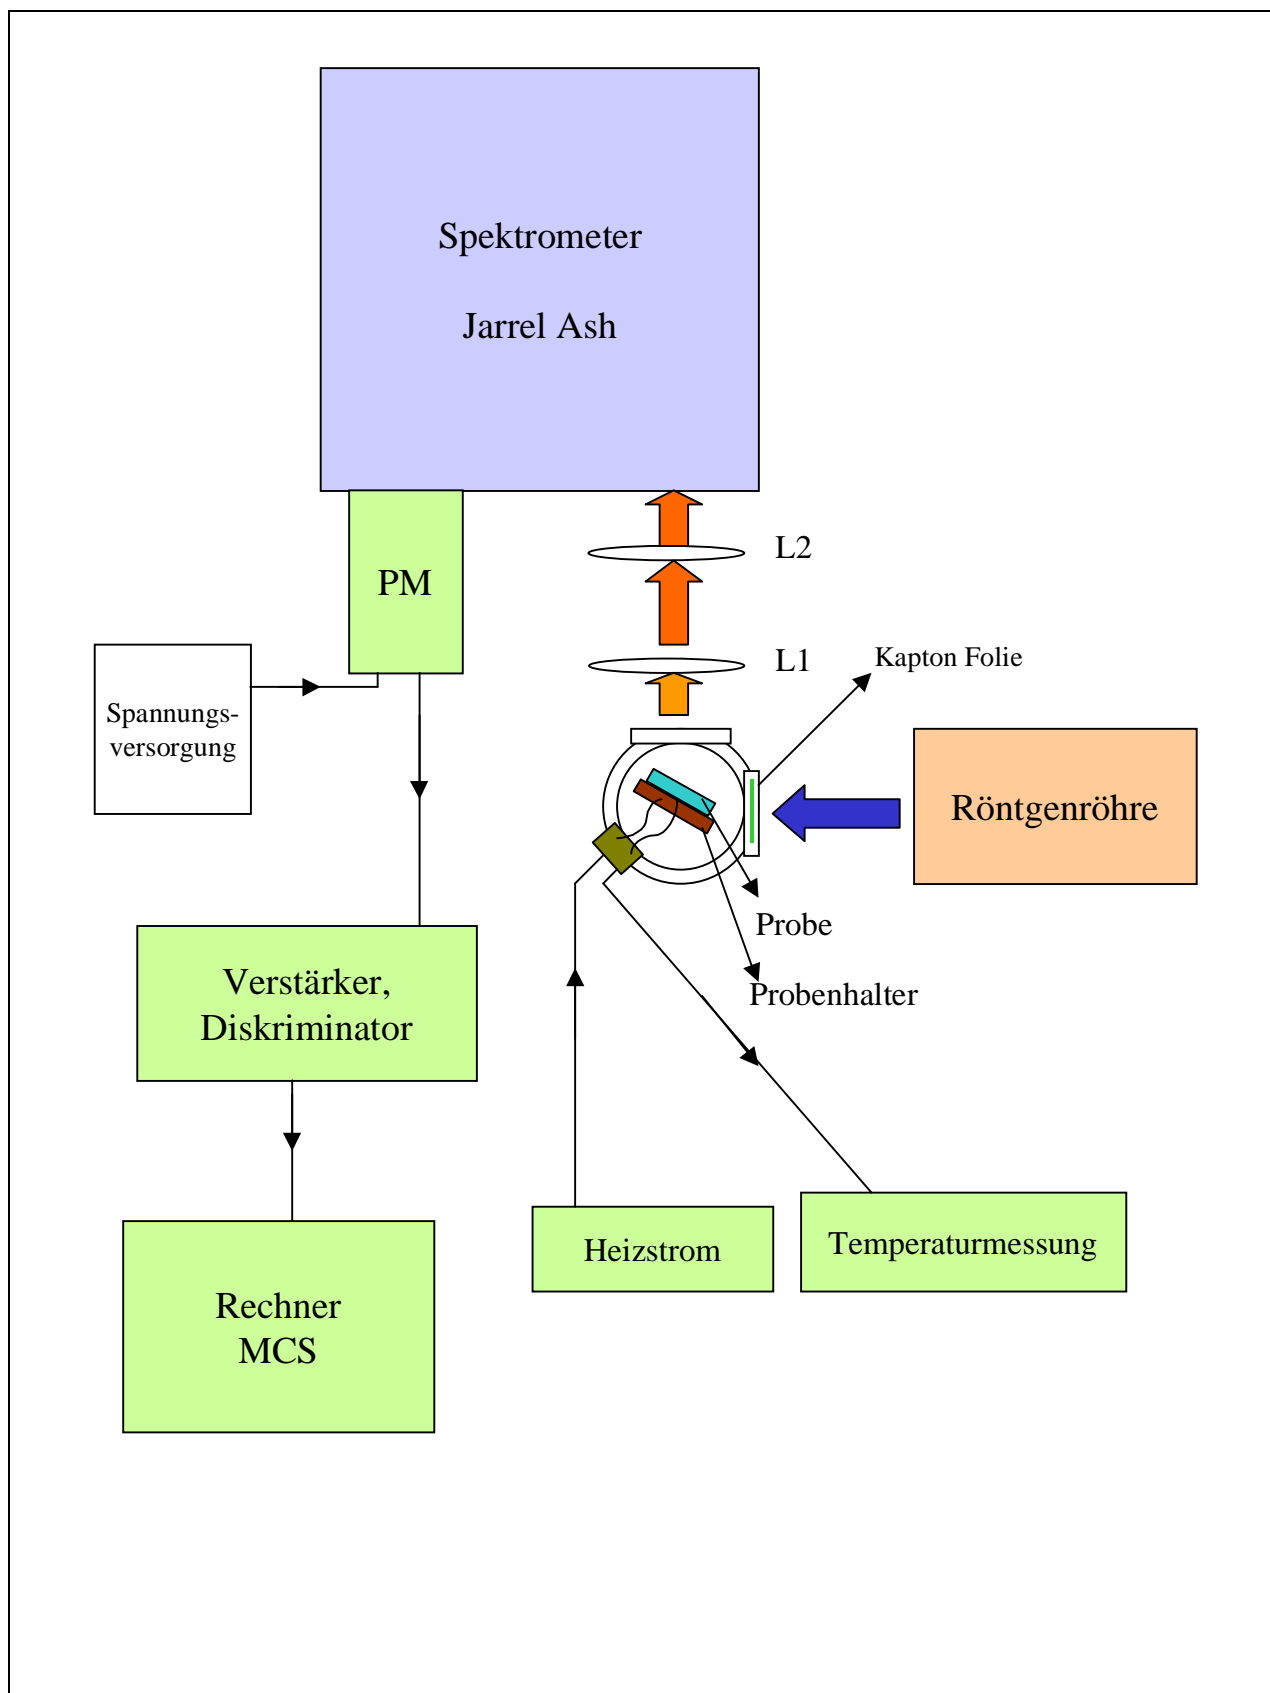 Spektrometer
Jarrel Ash
PM
L2
L1
Kapton Folie
Spannungs-
versorgung
Röntgenröhre
Probe
Probenhalter
Verstärker,
Diskriminator
Heizstrom
Temperaturmessung
Rechner
MCS